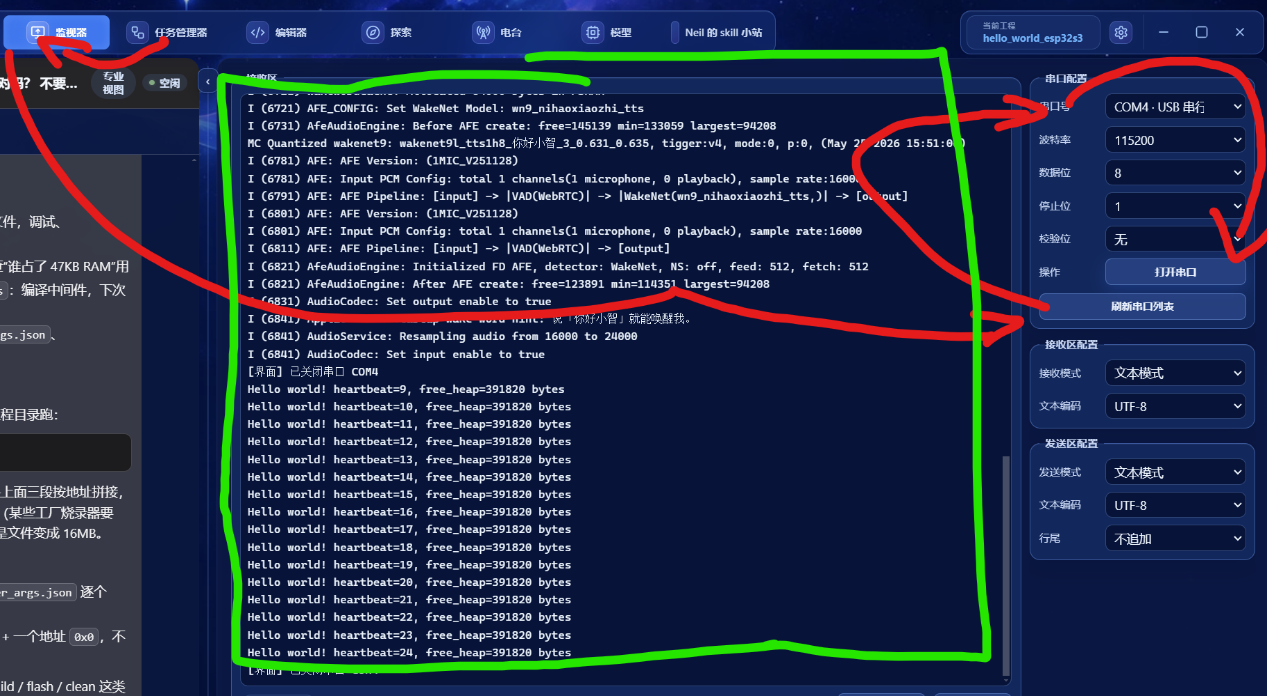 监视器
任务管理器
编辑器
探索
电台
模型
Neil 的 skill 小站
当前工程
hello_world_esp32s3
对吗？ 不要...
专业视图
空闲
件，调试、
"谁占了 47KB RAM"用
：编译中间件，下次
gs.json、
程目录跑：
上面三段按地址拼接，
（某些工厂烧录器要
是文件变成 16MB。
r_args.json 逐个
+ 一个地址 0x0 ，不
ild / flash / clean 这类
接收区
I (6721) AFE_CONFIG: Set WakeNet Model: wn9_nihaoxiaozhi_tts
I (6731) AfeAudioEngine: Before AFE create: free=145139 min=133059 largest=94208
MC Quantized wakenet9: wakenet9l_tts1h8_你好小智_3_0.631_0.635, tigger:v4, mode:0, p:0, (May 2 2026 15:51:0 )
I (6781) AFE: AFE Version: (1MIC_V251128)
I (6781) AFE: Input PCM Config: total 1 channels(1 microphone, 0 playback), sample rate:16000
I (6791) AFE: AFE Pipeline: [input] -> |VAD(WebRTC)| -> |WakeNet(wn9_nihaoxiaozhi_tts,)| -> [output]
I (6801) AFE: AFE Version: (1MIC_V251128)
I (6801) AFE: Input PCM Config: total 1 channels(1 microphone, 0 playback), sample rate:16000
I (6811) AFE: AFE Pipeline: [input] -> |VAD(WebRTC)| -> [output]
I (6821) AfeAudioEngine: Initialized FD AFE, detector: WakeNet, NS: off, feed: 512, fetch: 512
I (6821) AfeAudioEngine: After AFE create: free=123891 min=114351 largest=94208
I (6831) AudioCodec: Set output enable to true
I (6841) 说「你好小智」就能唤醒我。
I (6841) AudioService: Resampling audio from 16000 to 24000
I (6841) AudioCodec: Set input enable to true
[界面] 已关闭串口 COM4
Hello world! heartbeat=9, free_heap=391820 bytes
Hello world! heartbeat=10, free_heap=391820 bytes
Hello world! heartbeat=11, free_heap=391820 bytes
Hello world! heartbeat=12, free_heap=391820 bytes
Hello world! heartbeat=13, free_heap=391820 bytes
Hello world! heartbeat=14, free_heap=391820 bytes
Hello world! heartbeat=15, free_heap=391820 bytes
Hello world! heartbeat=16, free_heap=391820 bytes
Hello world! heartbeat=17, free_heap=391820 bytes
Hello world! heartbeat=18, free_heap=391820 bytes
Hello world! heartbeat=19, free_heap=391820 bytes
Hello world! heartbeat=20, free_heap=391820 bytes
Hello world! heartbeat=21, free_heap=391820 bytes
Hello world! heartbeat=22, free_heap=391820 bytes
Hello world! heartbeat=23, free_heap=391820 bytes
Hello world! heartbeat=24, free_heap=391820 bytes
串口配置
串口号 COM4 · USB 串行
波特率 115200
数据位 8
停止位 1
校验位 无
操作 打开串口
刷新串口列表
接收区配置
接收模式 文本模式
文本编码 UTF-8
发送区配置
发送模式 文本模式
文本编码 UTF-8
行尾 不追加